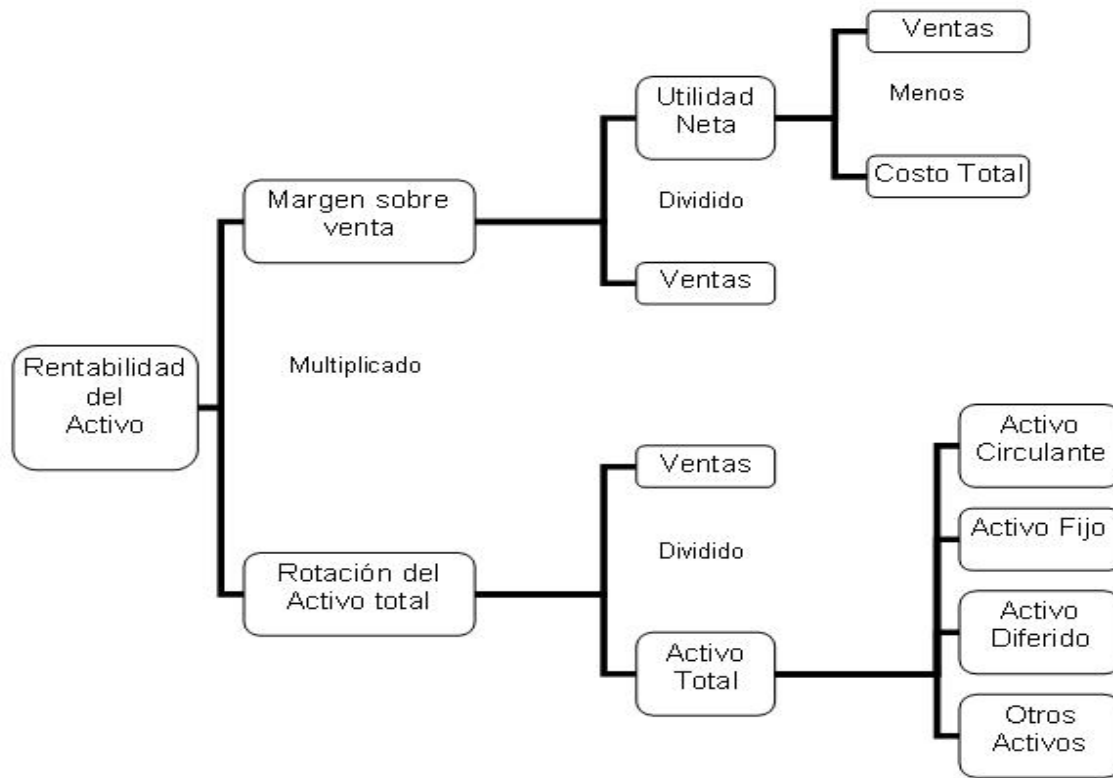 Ventas
Menos
Costo Total
Utilidad
Neta
Dividido
Ventas
Margen sobre
venta
Multiplicado
Rentabilidad
del
Activo
Ventas
Dividido
Activo
Total
Rotación del
Activo total
Activo
Circulante
Activo Fijo
Activo
Diferido
Otros
Activos